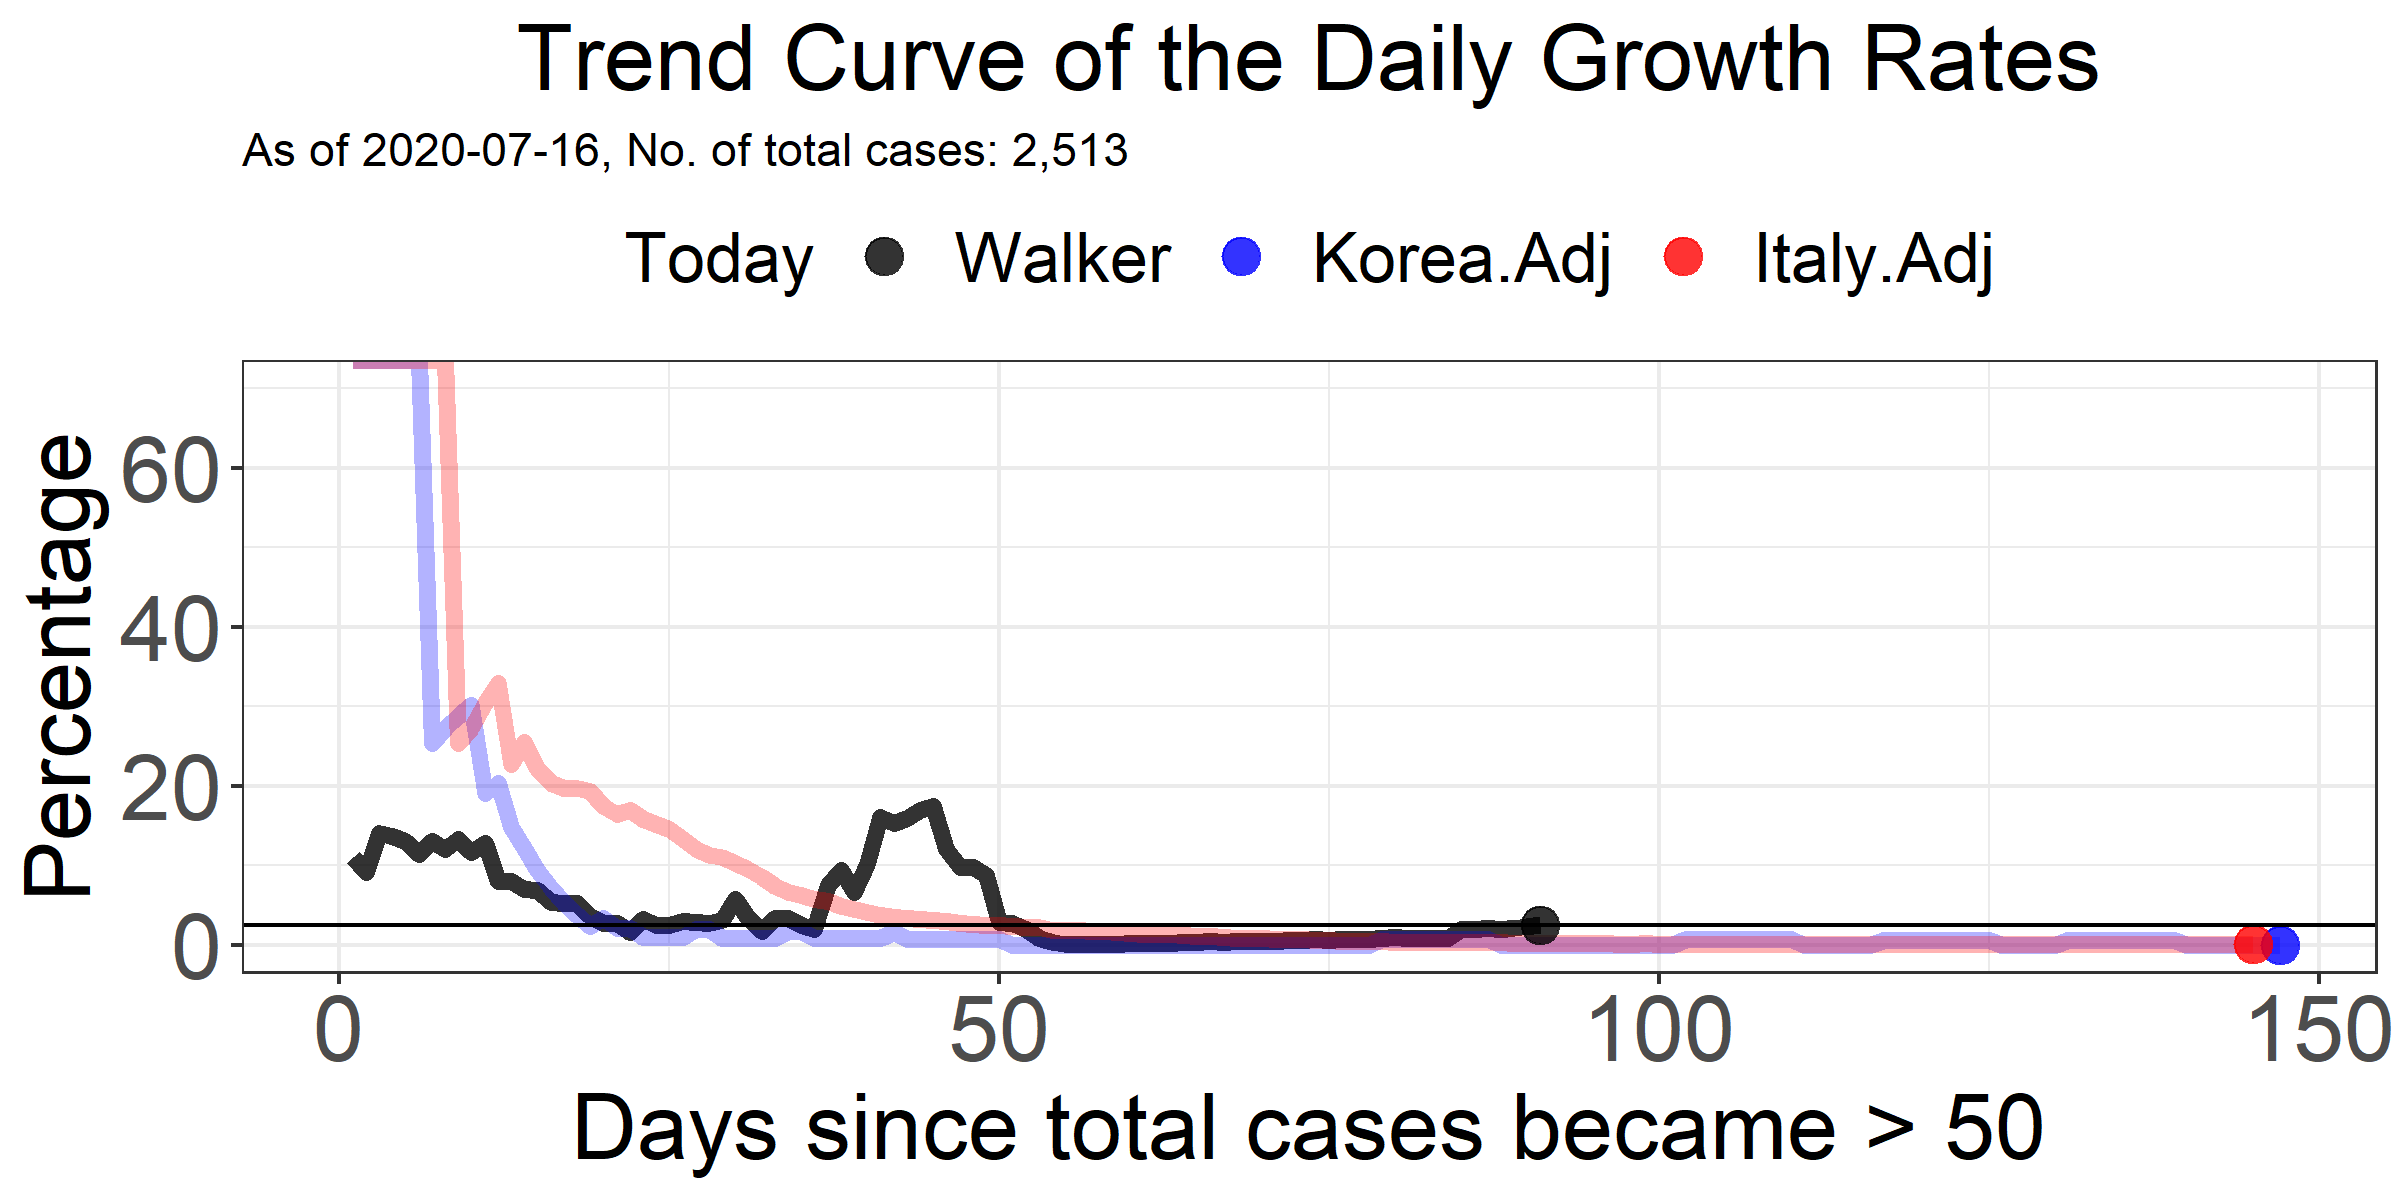 Trend Curve of the Daily Growth Rates
As of 2020-07-16, No. of total cases: 2,513
Today Walker Korea.Adj Italy.Adj
Percentage
60
40
20
0
0 50 100 150
Days since total cases became > 50